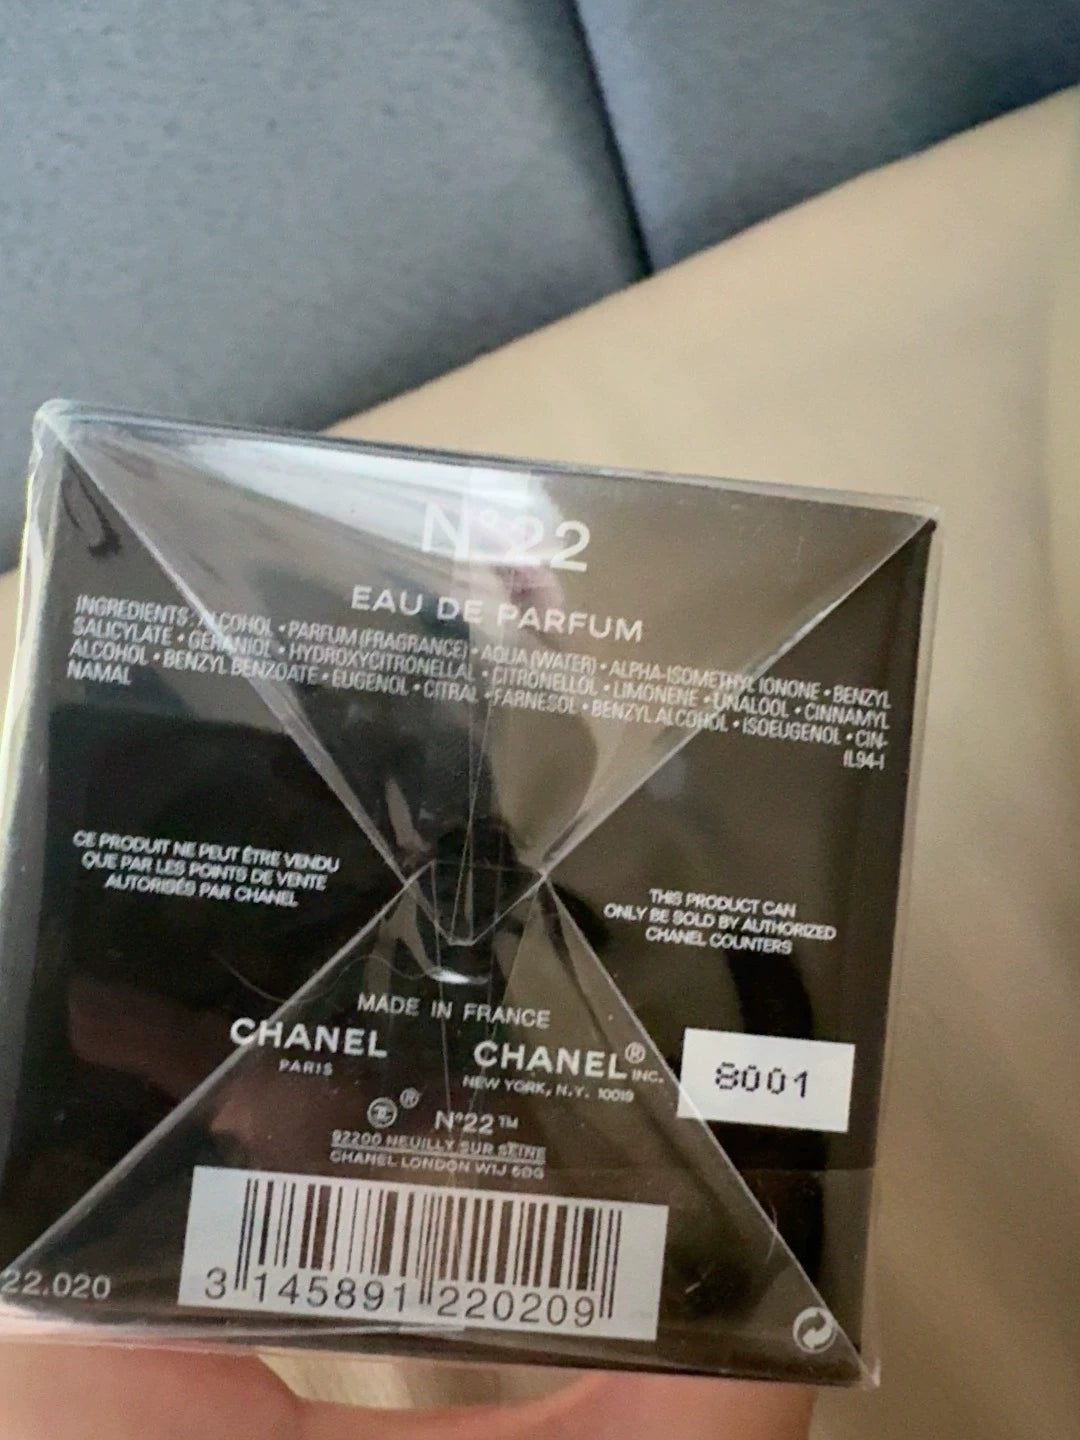 N°22
EAU DE PARFUM
INGREDIENTS : ALCOHOL • PARFUM (FRAGRANCE) • AQUA (WATER) • ALPHA-ISOMETHYL IONONE • BENZYL
SALICYLATE • GERANIOL • HYDROXYCITRONELLAL • CITRONELLOL • LIMONENE • LINALOOL • CINNAMYL
ALCOHOL • BENZYL BENZOATE • EUGENOL • CITRAL • FARNESOL • BENZYL ALCOHOL • ISOEUGENOL • CIN-
NAMAL
IL94-I
CE PRODUIT NE PEUT ÊTRE VENDU
QUE PAR LES POINTS DE VENTE
AUTORISÉS PAR CHANEL
THIS PRODUCT CAN
ONLY BE SOLD BY AUTHORIZED
CHANEL COUNTERS
MADE IN FRANCE
CHANEL
PARIS
CHANEL® INC.
NEW YORK, N.Y. 10019
8001
® N°22™
92200 NEUILLY SUR SEINE
CHANEL LONDON W1J 6DG
22.020
3 145891 220209